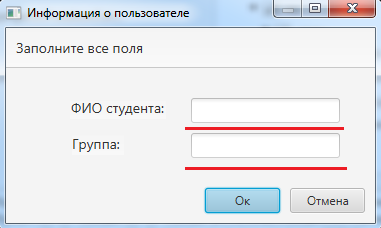 Информация о пользователе
Заполните все поля
ФИО студента:
Группа:
Ок Отмена